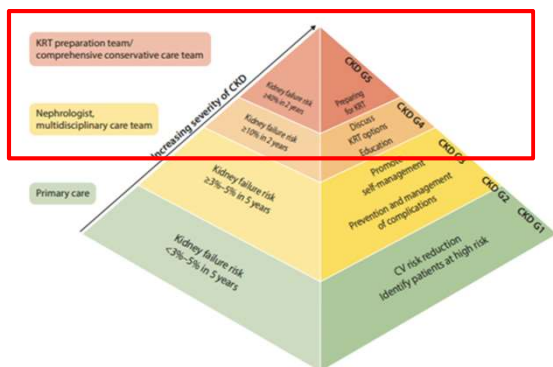 KRT preparation team/
comprehensive conservative care team
Nephrologist,
multidisciplinary care team
Primary care
Increasing severity of CKD
Kidney failure risk
≥40% in 2 years
Kidney failure risk
≥10% in 2 years
Kidney failure risk
≥3%–5% in 5 years
Kidney failure risk
<3%–5% in 5 years
CKD G5
Preparing
for KRT
CKD G4
Discuss
KRT options
Education
CKD G3
Promote
self-management
Prevention and management
of complications
CKD G2
CKD G1
CV risk reduction
Identify patients at high risk